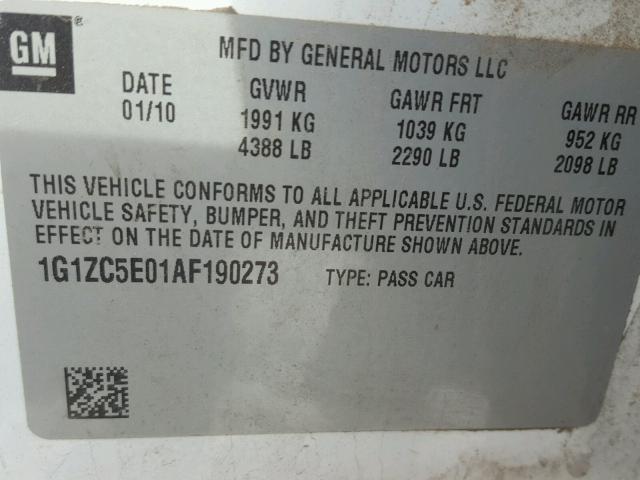 GM
MFD BY GENERAL MOTORS LLC
DATE GVWR GAWR FRT GAWR RR
01/10 1991 KG 1039 KG 952 KG
4388 LB 2290 LB 2098 LB
THIS VEHICLE CONFORMS TO ALL APPLICABLE U.S. FEDERAL MOTOR
VEHICLE SAFETY, BUMPER, AND THEFT PREVENTION STANDARDS IN
EFFECT ON THE DATE OF MANUFACTURE SHOWN ABOVE.
1G1ZC5E01AF190273 TYPE: PASS CAR